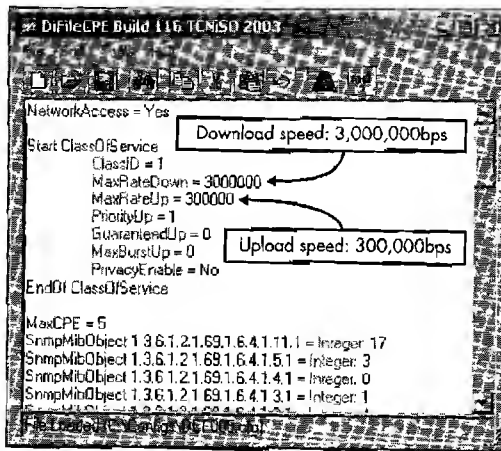 DiFileCPE Build 116 TCNiSO 2003
NetworkAccess = Yes
Download speed: 3,000,000bps
Start ClassOfService
ClassID = 1
MaxRateDown = 3000000
MaxRateUp = 300000
PriorityUp = 1
GuaranteedUp = 0
Upload speed: 300,000bps
MaxBurstUp = 0
PrivacyEnable = No
EndOf ClassOfService
MaxCPE = 5
SnmpMibObject 1.3.6.1.2.1.69.1.6.4.1.11.1 = Integer: 17
SnmpMibObject 1.3.6.1.2.1.69.1.6.4.1.5.1 = Integer: 3
SnmpMibObject 1.3.6.1.2.1.69.1.6.4.1.4.1 = Integer: 0
SnmpMibObject 1.3.6.1.2.1.69.1.6.4.1.3.1 = Integer: 1
File Loaded